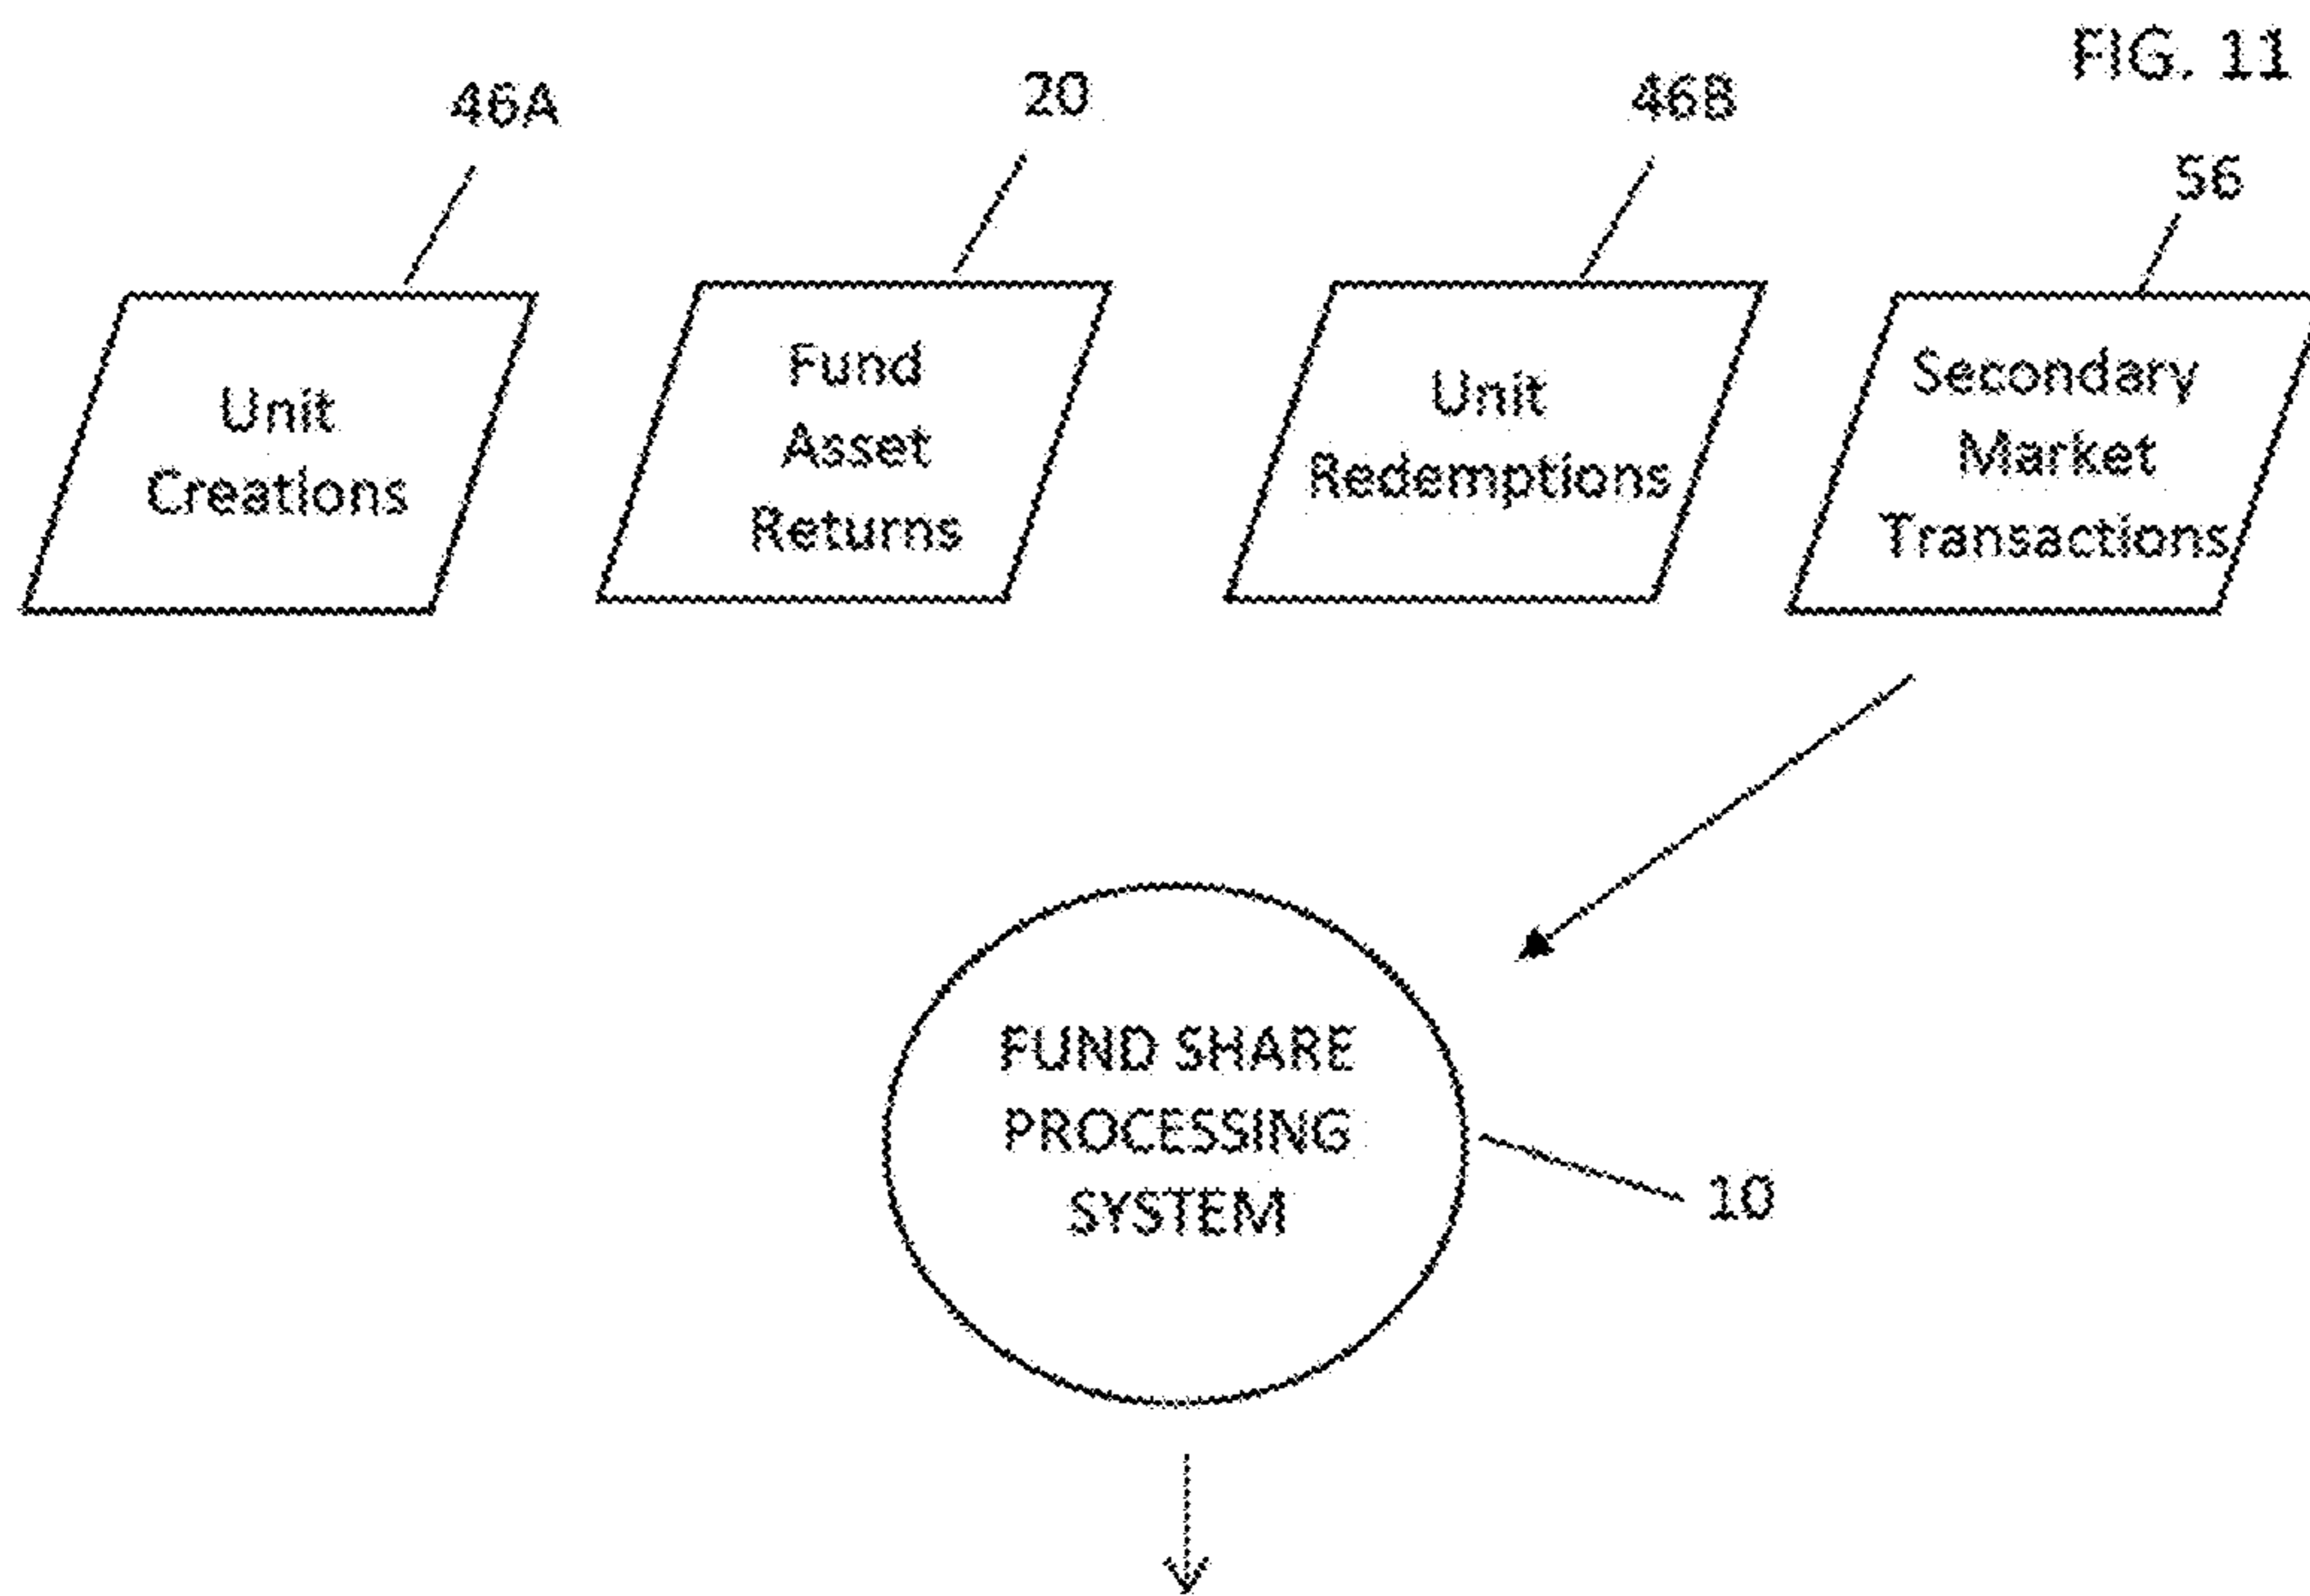 FIG. 11
46A
20
46B
56
Unit
Creations
Fund
Asset
Returns
Unit
Redemptions
Secondary
Market
Transactions
FUND SHARE
PROCESSING
SYSTEM
10